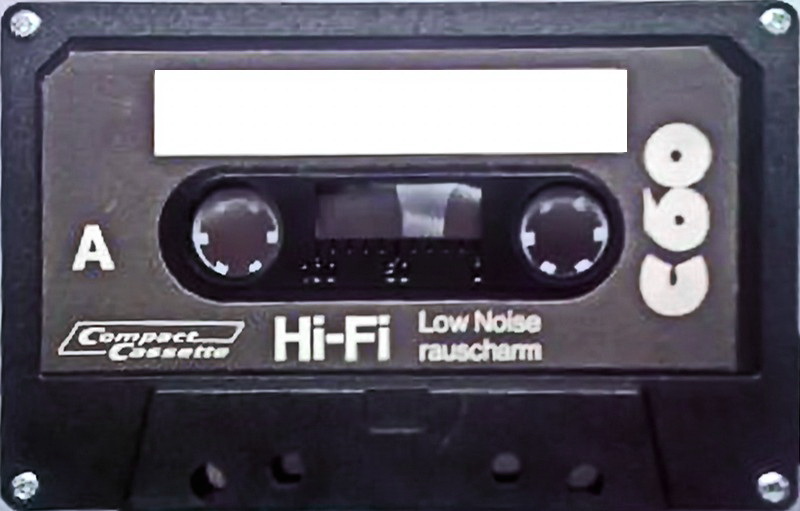 C60
A
Compact
Cassette
Hi-Fi
Low Noise
rauscharm